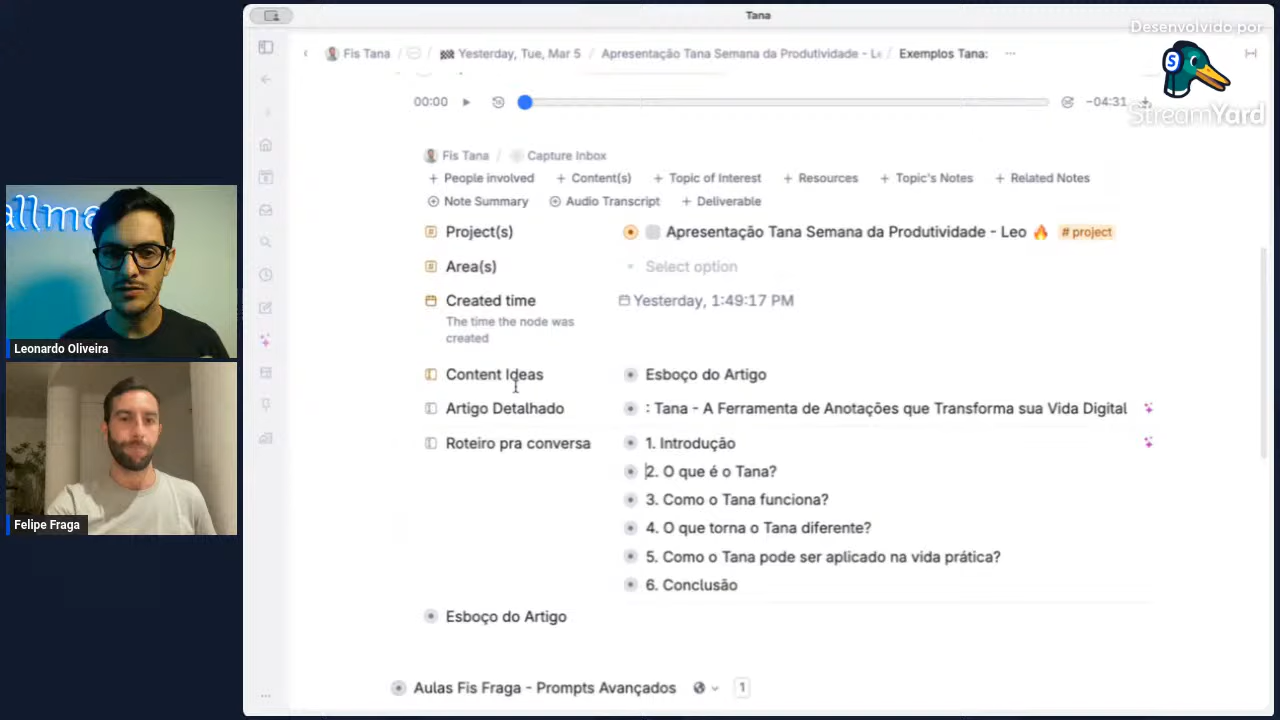 Tana
Desenvolvido por
StreamYard
Fis Tana / / Yesterday, Tue, Mar 5 / Apresentação Tana Semana da Produtividade - Le / Exemplos Tana: ...
00:00
-04:31
Fis Tana / Capture Inbox
+ People involved + Content(s) + Topic of Interest + Resources + Topic's Notes + Related Notes
Note Summary Audio Transcript + Deliverable
Project(s) Apresentação Tana Semana da Produtividade - Leo 🔥 # project
Area(s) Select option
Created time Yesterday, 1:49:17 PM
The time the node was
created
Content Ideas Esboço do Artigo
Artigo Detalhado : Tana - A Ferramenta de Anotações que Transforma sua Vida Digital
Roteiro pra conversa 1. Introdução
2. O que é o Tana?
3. Como o Tana funciona?
4. O que torna o Tana diferente?
5. Como o Tana pode ser aplicado na vida prática?
6. Conclusão
Esboço do Artigo
Aulas Fis Fraga - Prompts Avançados 1
allma
Leonardo Oliveira
Felipe Fraga